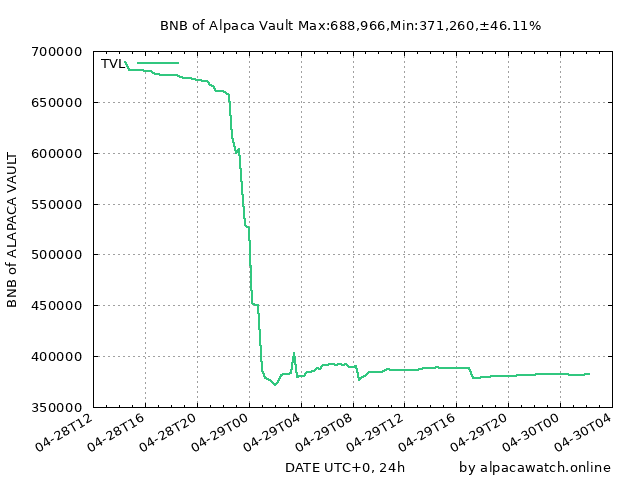 BNB of Alpaca Vault Max:688,966,Min:371,260,±46.11%
700000
TVL
650000
600000
550000
500000
450000
400000
350000
BNB of ALAPACA VAULT
04-28T12
04-28T16
04-28T20
04-29T00
04-29T04
04-29T08
04-29T12
04-29T16
04-29T20
04-30T00
04-30T04
DATE UTC+0, 24h
by alpacawatch.online